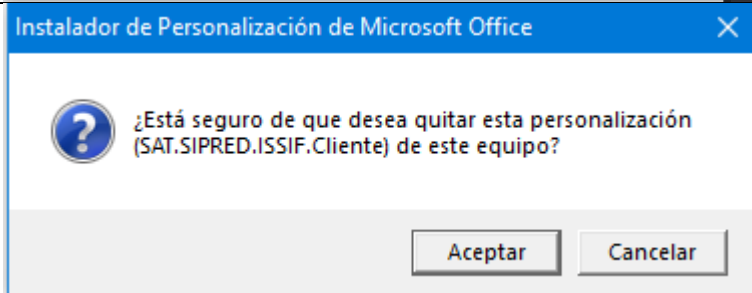 Instalador de Personalización de Microsoft Office
¿Está seguro de que desea quitar esta personalización
(SAT.SIPRED.ISSIF.Cliente) de este equipo?
Aceptar
Cancelar